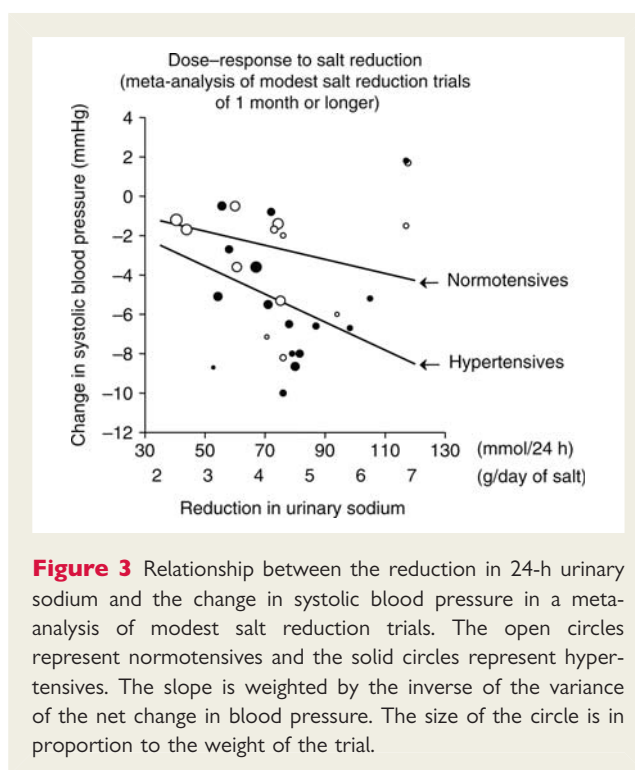 Dose–response to salt reduction
(meta-analysis of modest salt reduction trials
of 1 month or longer)
Change in systolic blood pressure (mmHg)
4
2
0
−2
−4
−6
−8
−10
−12
Normotensives
Hypertensives
30 50 70 90 110 130 (mmol/24 h)
2 3 4 5 6 7 (g/day of salt)
Reduction in urinary sodium
Figure 3 Relationship between the reduction in 24-h urinary
sodium and the change in systolic blood pressure in a meta-
analysis of modest salt reduction trials. The open circles
represent normotensives and the solid circles represent hyper-
tensives. The slope is weighted by the inverse of the variance
of the net change in blood pressure. The size of the circle is in
proportion to the weight of the trial.